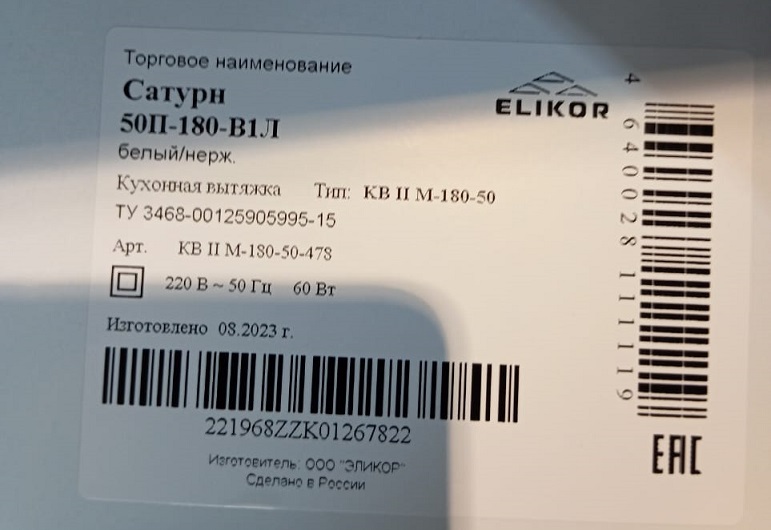 Торговое наименование
Сатурн
50П-180-В1Л
белый/нерж.
ELIKOR
Кухонная вытяжка Тип: КВ II М-180-50
ТУ 3468-00125905995-15
Арт. КВ II М-180-50-478
220 В ~ 50 Гц 60 Вт
Изготовлено 08.2023 г.
221968ZZK01267822
Изготовитель: ООО "ЭЛИКОР"
Сделано в России
4 640028 111119
EAC